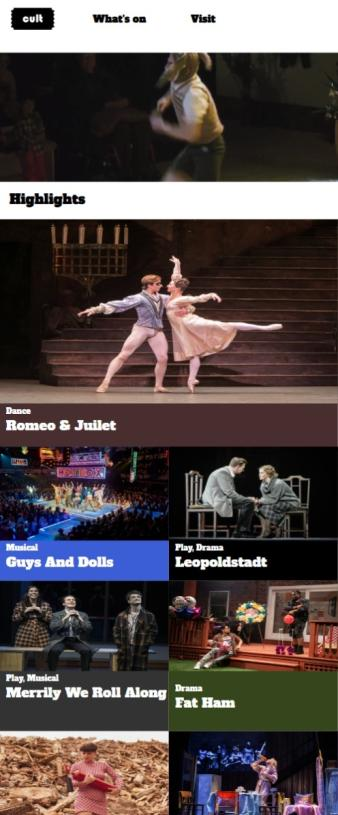 cult
What's on
Visit
Highlights
Dance
Romeo & Juilet
Musical
Guys And Dolls
Play, Drama
Leopoldstadt
Play, Musical
Merrily We Roll Along
Drama
Fat Ham